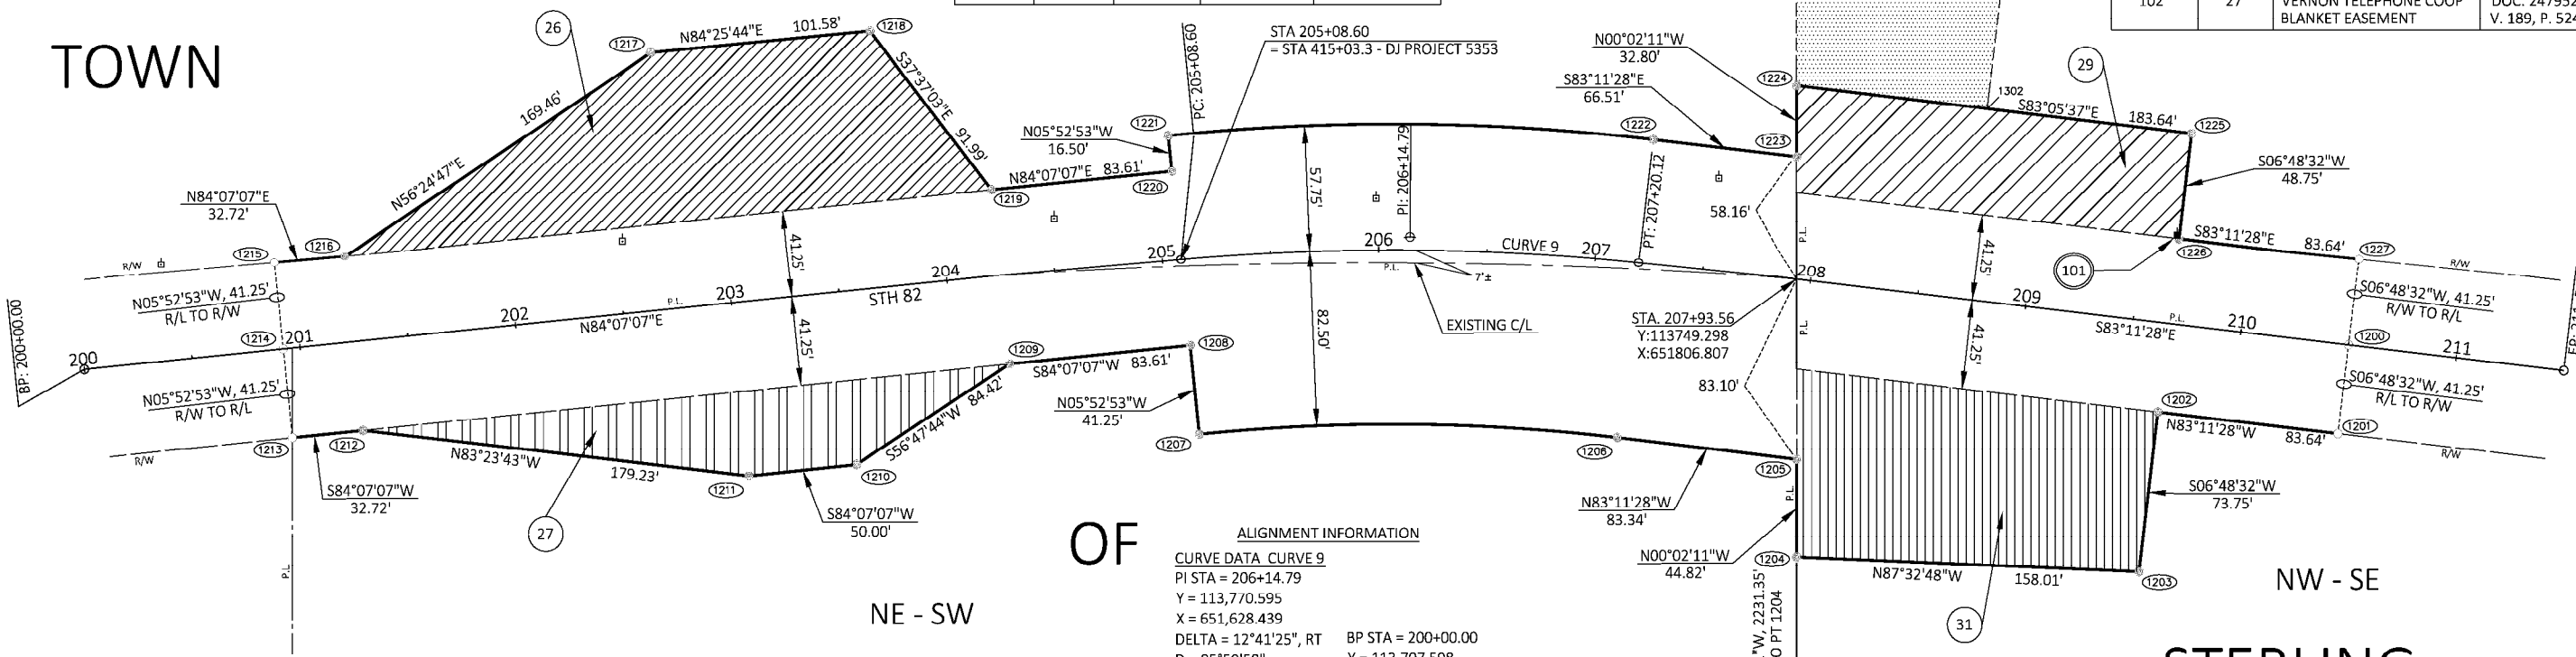 102 27 VERNON TELEPHONE COOP
BLANKET EASEMENT
V. 189, P. 524
TOWN
26
1217
N84°25'44"E 101.58'
1218
169.46'
N56°24'47"E
S37°37'03"E
91.99'
N84°07'07"E
32.72'
1215
1216
R/W
N05°52'53"W, 41.25'
R/L TO R/W
1214
N05°52'53"W, 41.25'
R/W TO R/L
BP: 200+00.00
200
201
202
203
204
205
206
207
208
209
210
211
P.L.
STH 82
N84°07'07"E
41.25'
41.25'
1219
N84°07'07"E 83.61'
1220
1221
N05°52'53"W
16.50'
PC: 205+08.60
STA 205+08.60
= STA 415+03.3 - DJ PROJECT 5353
57.75'
82.50'
PI: 206+14.79
CURVE 9
P.L.
7'±
EXISTING C/L
PT: 207+20.12
1222
S83°11'28"E
66.51'
N00°02'11"W
32.80'
1224
1223
58.16'
83.10'
STA. 207+93.56
Y:113749.298
X:651806.807
P.L.
P.L.
1302
S83°05'37"E 183.64'
29
1225
S06°48'32"W
48.75'
41.25'
41.25'
101
1226
S83°11'28"E 83.64'
1227
R/W
S06°48'32"W, 41.25'
R/W TO R/L
P.L.
S83°11'28"E
1200
S06°48'32"W, 41.25'
R/L TO R/W
1202
N83°11'28"W 83.64'
1201
R/W
S06°48'32"W
73.75'
1203
N87°32'48"W 158.01'
31
1204
1205
P.L.
N00°02'11"W
44.82'
N83°11'28"W
83.34'
1206
1207
N05°52'53"W
41.25'
1208
S84°07'07"W 83.61'
1209
S56°47'44"W 84.42'
1210
S84°07'07"W
50.00'
1211
N83°23'43"W
179.23'
27
1212
1213
R/W
S84°07'07"W
32.72'
P.L.
OF
NE - SW
NW - SE
ALIGNMENT INFORMATION
CURVE DATA CURVE 9
PI STA = 206+14.79
Y = 113,770.595
X = 651,628.439
DELTA = 12°41'25", RT BP STA = 200+00.00
"W, 2231.35'
O PT 1204